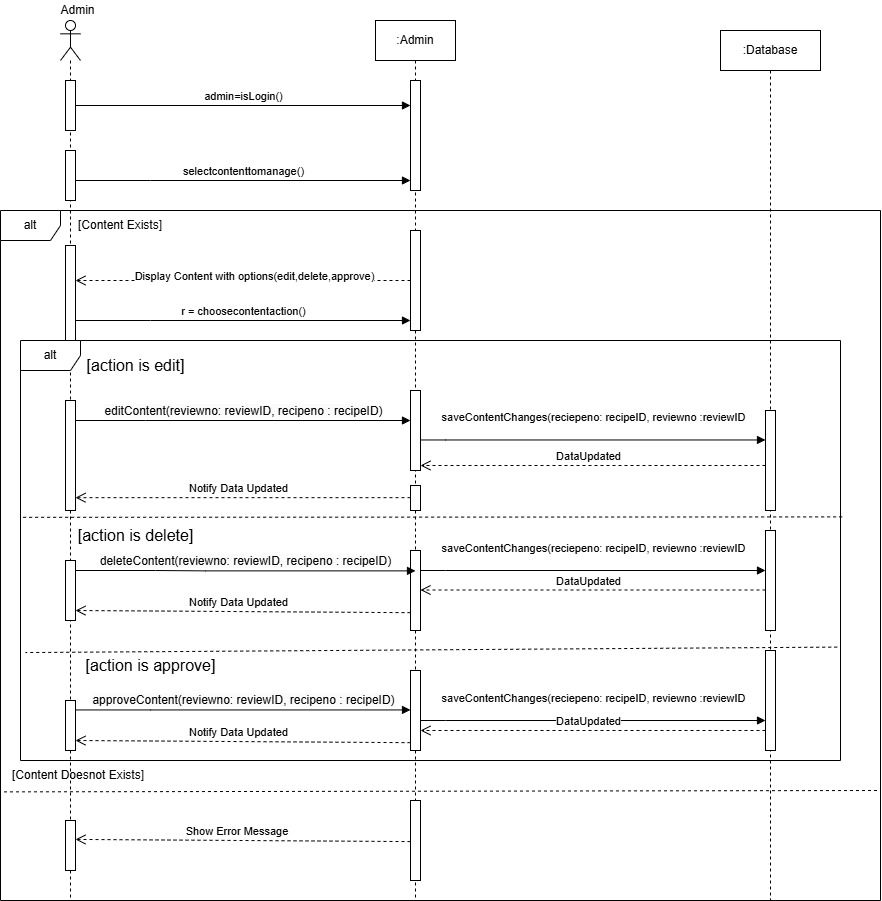 Admin
:Admin
:Database
admin=isLogin()
selectcontenttomanage()
alt
[Content Exists]
Display Content with options(edit,delete,approve)
r = choosecontentaction()
alt
[action is edit]
editContent(reviewno: reviewID, recipeno : recipeID)
saveContentChanges(reciepeno: recipeID, reviewno :reviewID
DataUpdated
Notify Data Updated
[action is delete]
deleteContent(reviewno: reviewID, recipeno : recipeID)
saveContentChanges(reciepeno: recipeID, reviewno :reviewID
DataUpdated
Notify Data Updated
[action is approve]
approveContent(reviewno: reviewID, recipeno : recipeID)
saveContentChanges(reciepeno: recipeID, reviewno :reviewID
DataUpdated
Notify Data Updated
[Content Doesnot Exists]
Show Error Message